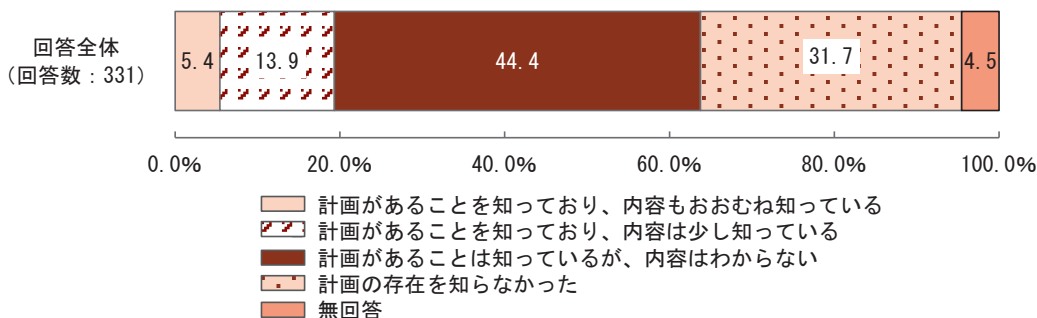 回答全体
（回答数：331）
5.4
13.9
44.4
31.7
4.5
0.0%
20.0%
40.0%
60.0%
80.0%
100.0%
計画があることを知っており、内容もおおむね知っている
計画があることを知っており、内容は少し知っている
計画があることは知っているが、内容はわからない
計画の存在を知らなかった
無回答